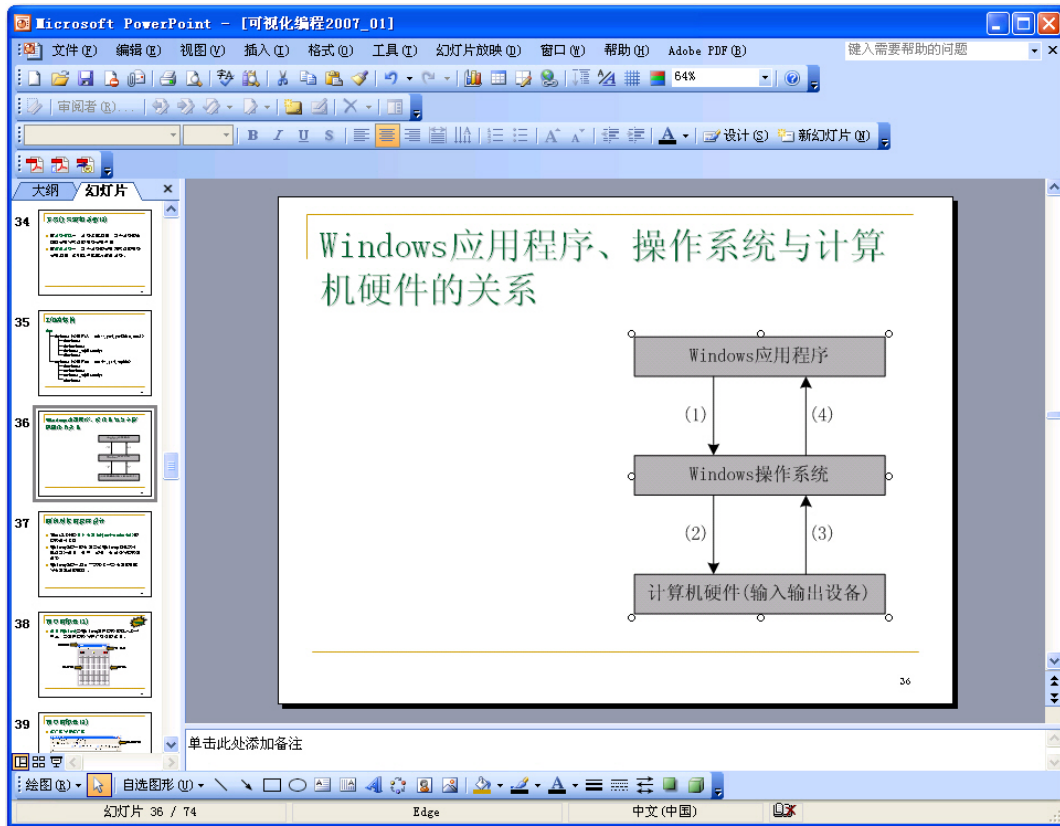 Microsoft PowerPoint - [可视化编程2007_01]
文件(F) 编辑(E) 视图(V) 插入(I) 格式(O) 工具(T) 幻灯片放映(D) 窗口(W) 帮助(H) Adobe PDF(B) 键入需要帮助的问题
64%
审阅者(R)...
B I U S A A A 设计(S) 新幻灯片(N)
大纲 幻灯片
34
35
36
37
38
39
Windows应用程序、操作系统与计算
机硬件的关系
Windows应用程序
(1) (4)
Windows操作系统
(2) (3)
计算机硬件(输入输出设备)
36
单击此处添加备注
绘图(R) 自选图形(U) A
幻灯片 36 / 74 Edge 中文(中国)